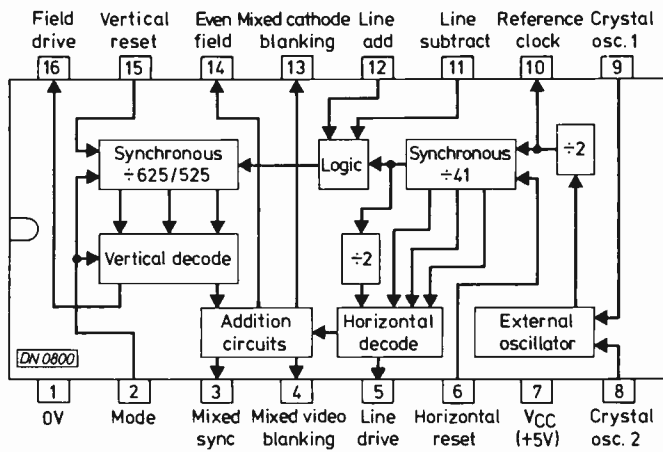 Field drive
Vertical reset
Even field
Mixed cathode blanking
Line add
Line subtract
Reference clock
Crystal osc. 1
16
15
14
13
12
11
10
9
Synchronous ÷625/525
Logic
Synchronous ÷41
÷2
Vertical decode
÷2
Addition circuits
Horizontal decode
External oscillator
DN 0800
1
2
3
4
5
6
7
8
0V
Mode
Mixed sync
Mixed video blanking
Line drive
Horizontal reset
VCC (+5V)
Crystal osc. 2